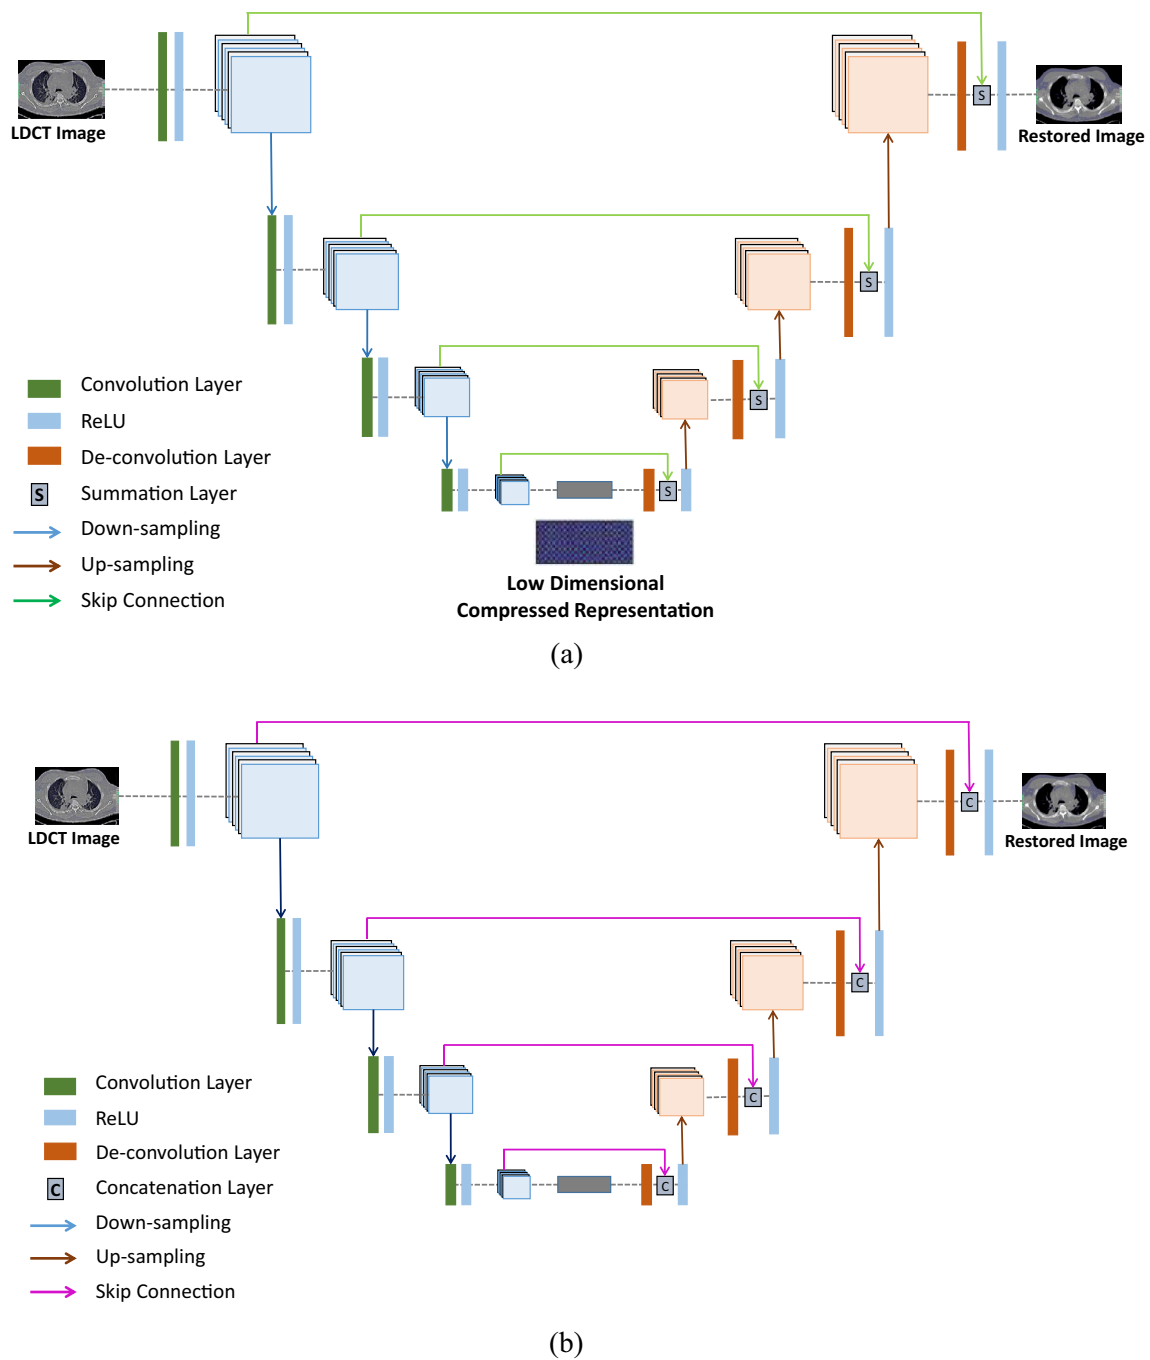 S
LDCT Image
Restored Image
S
S
Convolution Layer
ReLU
De-convolution Layer
S Summation Layer
Down-sampling
Up-sampling
Skip Connection
S
Low Dimensional
Compressed Representation
(a)
C
LDCT Image
Restored Image
C
C
Convolution Layer
ReLU
De-convolution Layer
C Concatenation Layer
Down-sampling
Up-sampling
Skip Connection
C
(b)